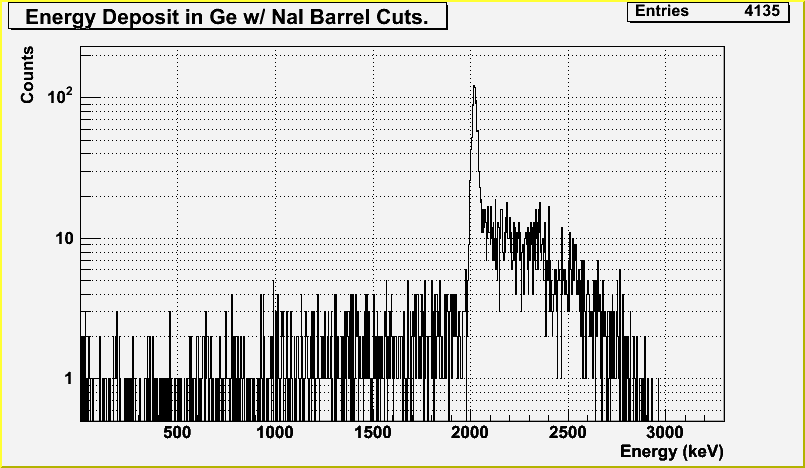 Energy Deposit in Ge w/ NaI Barrel Cuts.
Entries 4135
Counts
10²
10
1
500 1000 1500 2000 2500 3000
Energy (keV)